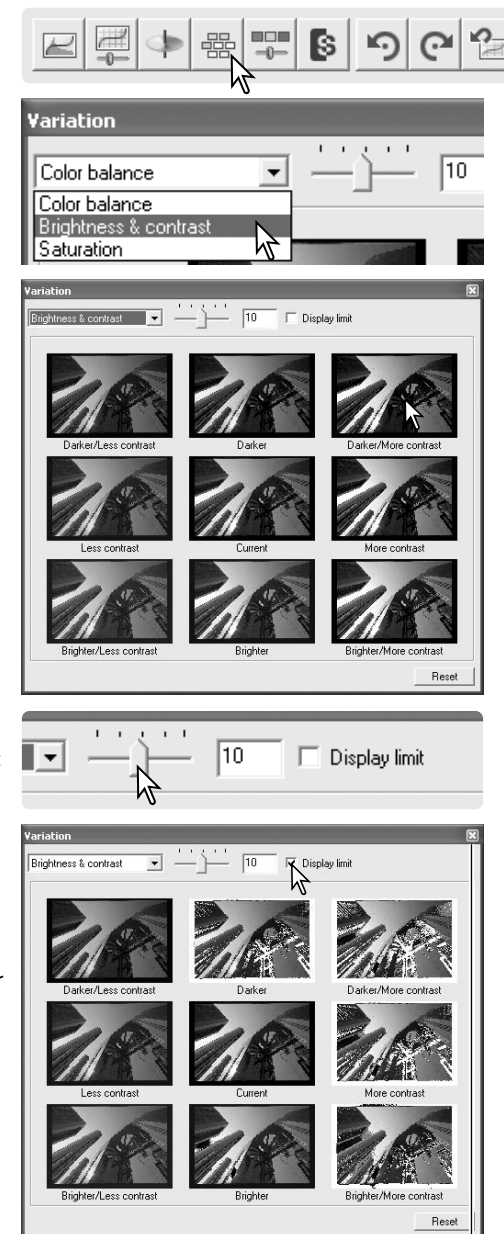 Variation
Color balance 10
Color balance
Brightness & contrast
Saturation
Variation
Brightness & contrast 10 Display limit
Darker/Less contrast Darker Darker/More contrast
Less contrast Current More contrast
Brighter/Less contrast Brighter Brighter/More contrast
Reset
10 Display limit
Variation
Brightness & contrast 10 Display limit
Darker/Less contrast Darker Darker/More contrast
Less contrast Current More contrast
Brighter/Less contrast Brighter Brighter/More contrast
Reset